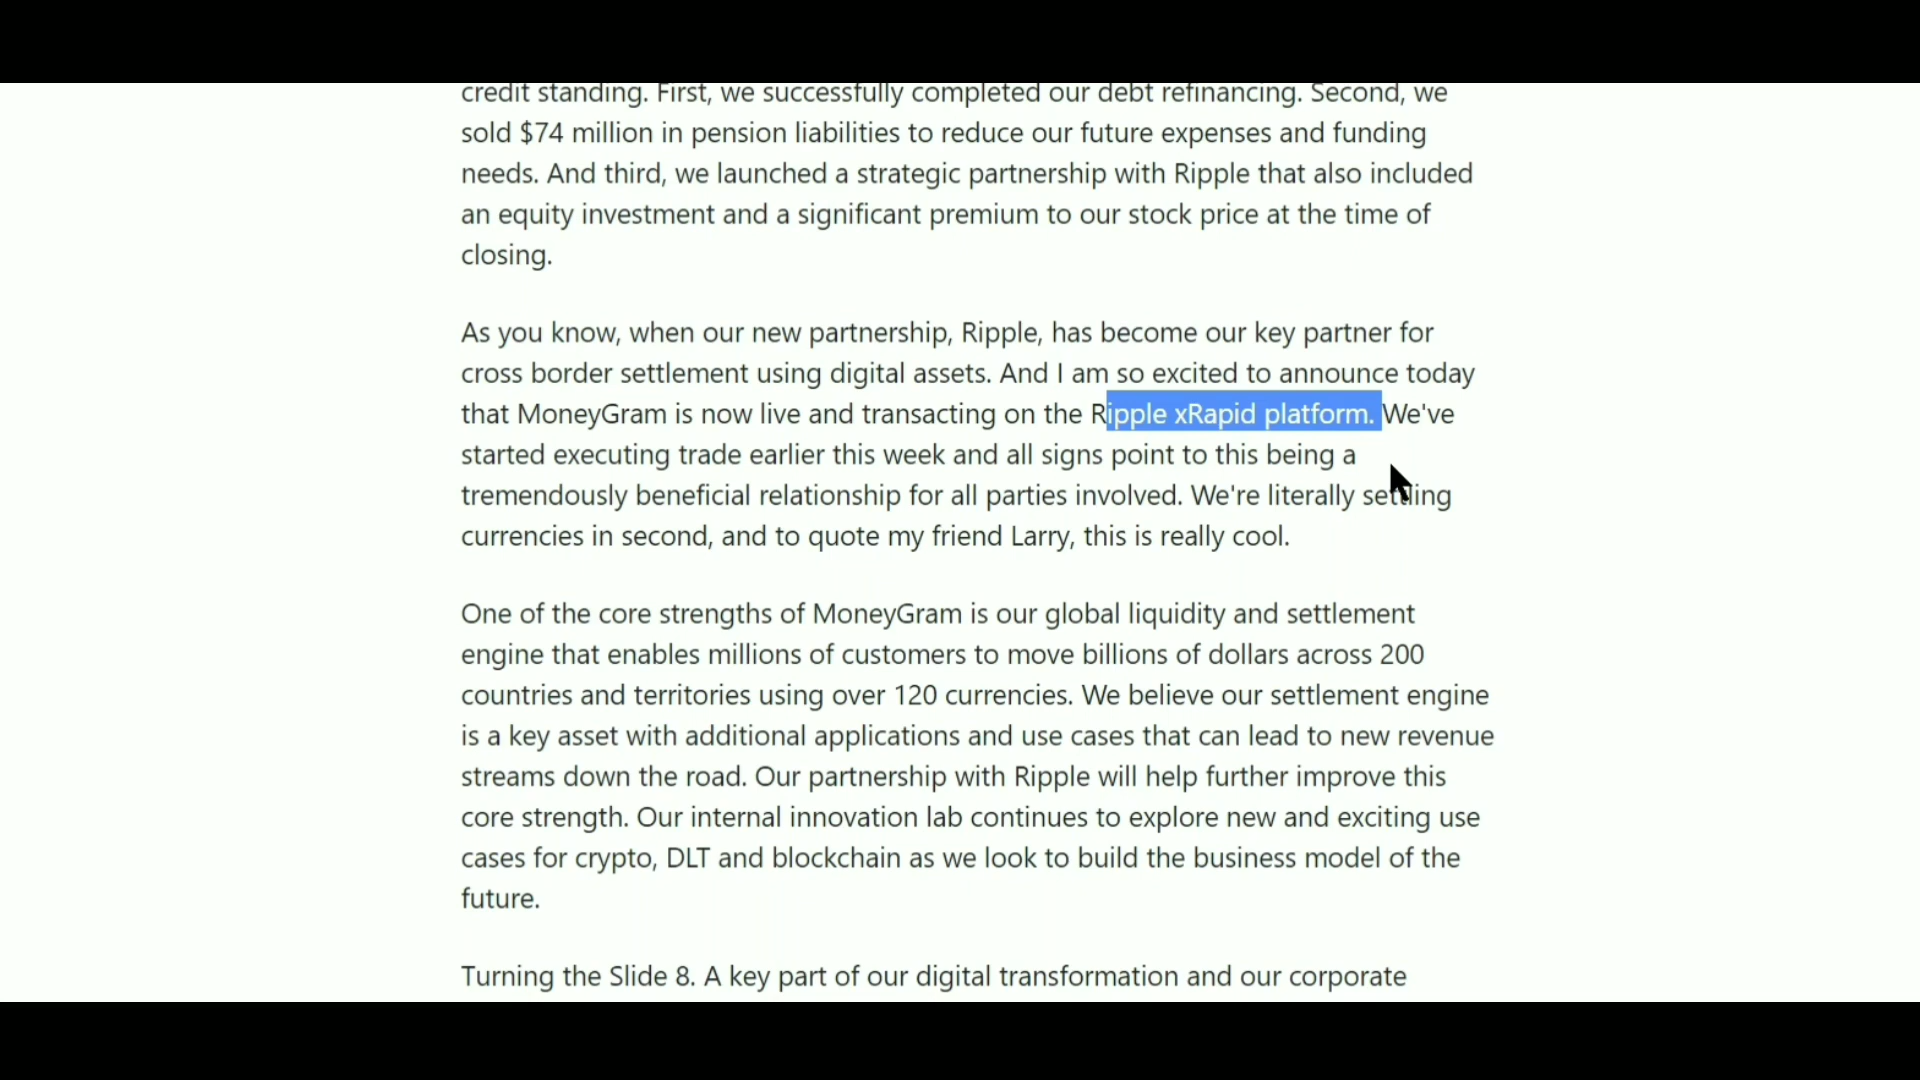 credit standing. First, we successfully completed our debt refinancing. Second, we
sold $74 million in pension liabilities to reduce our future expenses and funding
needs. And third, we launched a strategic partnership with Ripple that also included
an equity investment and a significant premium to our stock price at the time of
closing.
As you know, when our new partnership, Ripple, has become our key partner for
cross border settlement using digital assets. And I am so excited to announce today
that MoneyGram is now live and transacting on the Ripple xRapid platform. We've
started executing trade earlier this week and all signs point to this being a
tremendously beneficial relationship for all parties involved. We're literally settling
currencies in second, and to quote my friend Larry, this is really cool.
One of the core strengths of MoneyGram is our global liquidity and settlement
engine that enables millions of customers to move billions of dollars across 200
countries and territories using over 120 currencies. We believe our settlement engine
is a key asset with additional applications and use cases that can lead to new revenue
streams down the road. Our partnership with Ripple will help further improve this
core strength. Our internal innovation lab continues to explore new and exciting use
cases for crypto, DLT and blockchain as we look to build the business model of the
future.
Turning the Slide 8. A key part of our digital transformation and our corporate